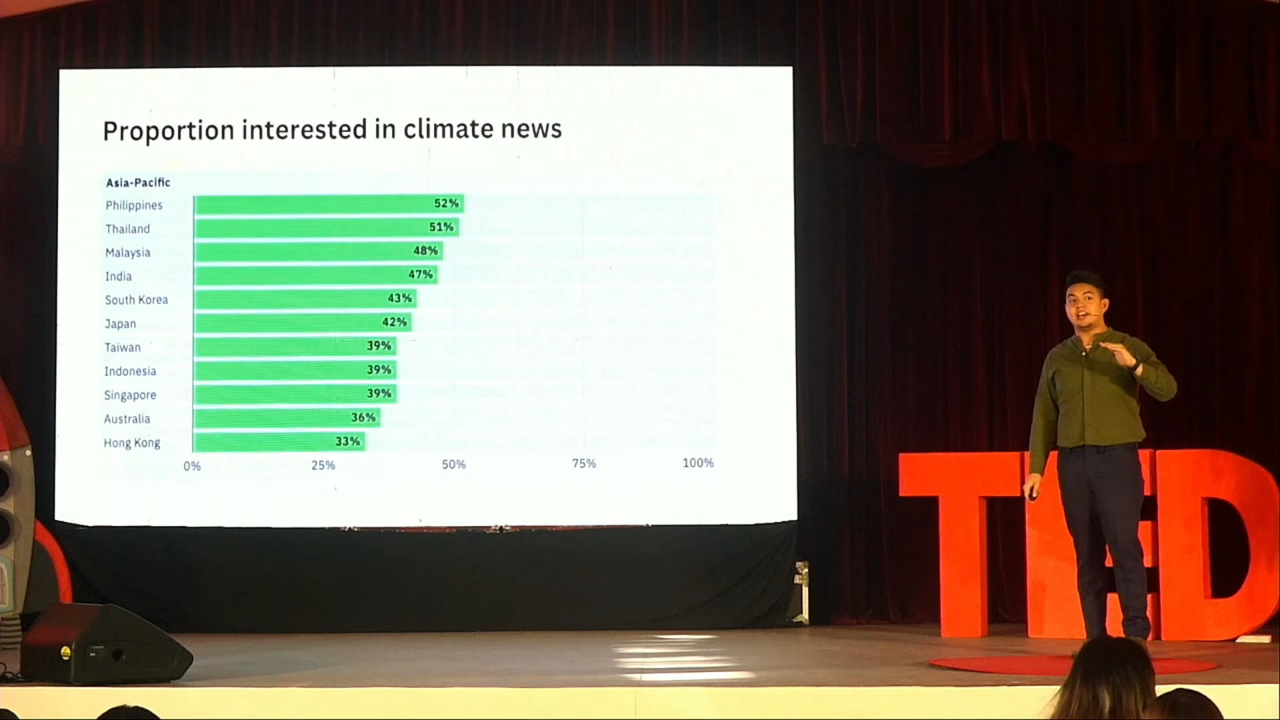 Proportion interested in climate news
Asia-Pacific
Philippines 52%
Thailand 51%
Malaysia 48%
India 47%
South Korea 43%
Japan 42%
Taiwan 39%
Indonesia 39%
Singapore 39%
Australia 36%
Hong Kong 33%
0% 25% 50% 75% 100%
TED